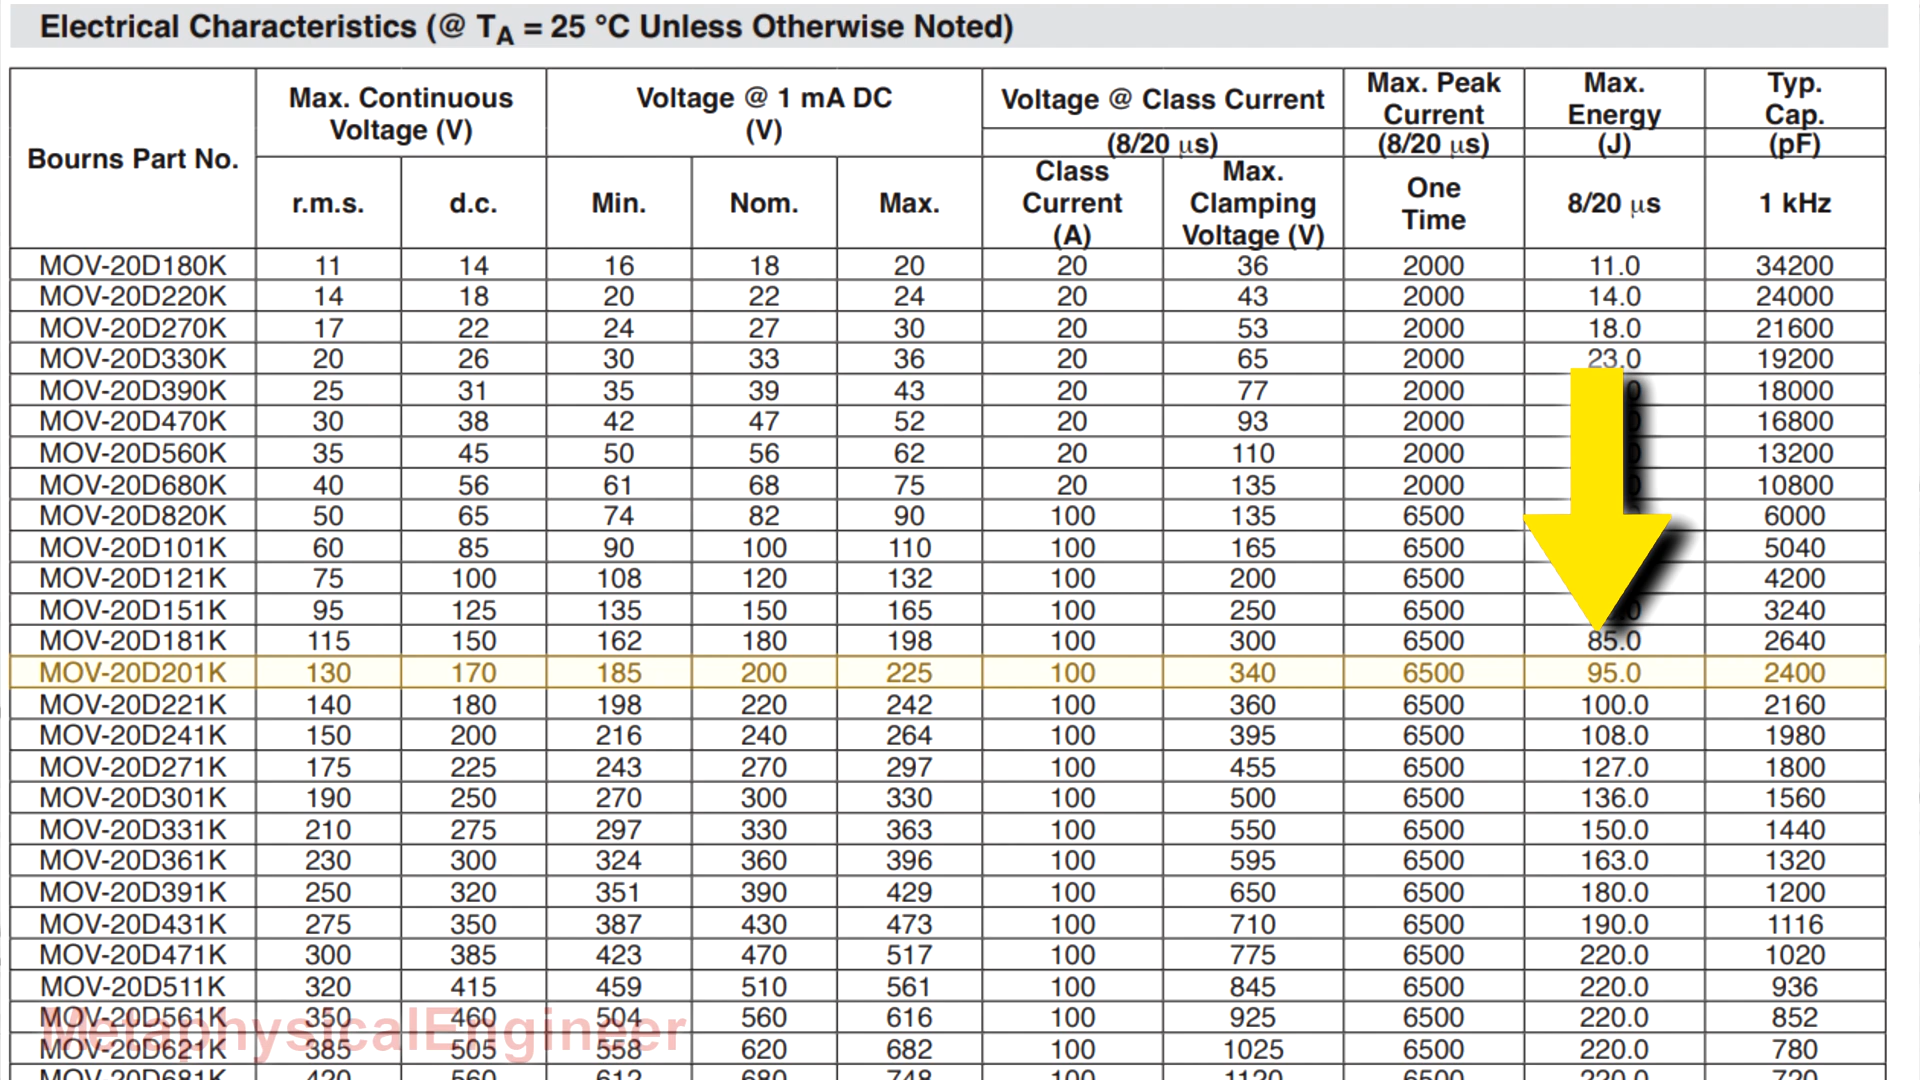 Electrical Characteristics (@ TA = 25 °C Unless Otherwise Noted)
Bourns Part No. Max. Continuous Voltage (V) Voltage @ 1 mA DC (V) Voltage @ Class Current (8/20 μs) Max. Peak Current (8/20 μs) Max. Energy (J) Typ. Cap. (pF)
r.m.s. d.c. Min. Nom. Max. Class Current (A) Max. Clamping Voltage (V) One Time 8/20 μs 1 kHz
MOV-20D180K 11 14 16 18 20 20 36 2000 11.0 34200
MOV-20D220K 14 18 20 22 24 20 43 2000 14.0 24000
MOV-20D270K 17 22 24 27 30 20 53 2000 18.0 21600
MOV-20D330K 20 26 30 33 36 20 65 2000 23.0 19200
MOV-20D390K 25 31 35 39 43 20 77 2000 18000
MOV-20D470K 30 38 42 47 52 20 93 2000 16800
MOV-20D560K 35 45 50 56 62 20 110 2000 13200
MOV-20D680K 40 56 61 68 75 20 135 2000 10800
MOV-20D820K 50 65 74 82 90 100 135 6500 6000
MOV-20D101K 60 85 90 100 110 100 165 6500 5040
MOV-20D121K 75 100 108 120 132 100 200 6500 4200
MOV-20D151K 95 125 135 150 165 100 250 6500 3240
MOV-20D181K 115 150 162 180 198 100 300 6500 85.0 2640
MOV-20D201K 130 170 185 200 225 100 340 6500 95.0 2400
MOV-20D221K 140 180 198 220 242 100 360 6500 100.0 2160
MOV-20D241K 150 200 216 240 264 100 395 6500 108.0 1980
MOV-20D271K 175 225 243 270 297 100 455 6500 127.0 1800
MOV-20D301K 190 250 270 300 330 100 500 6500 136.0 1560
MOV-20D331K 210 275 297 330 363 100 550 6500 150.0 1440
MOV-20D361K 230 300 324 360 396 100 595 6500 163.0 1320
MOV-20D391K 250 320 351 390 429 100 650 6500 180.0 1200
MOV-20D431K 275 350 387 430 473 100 710 6500 190.0 1116
MOV-20D471K 300 385 423 470 517 100 775 6500 220.0 1020
MOV-20D511K 320 415 459 510 561 100 845 6500 220.0 936
MOV-20D561K 350 460 504 560 616 100 925 6500 220.0 852
MetaphysicalEngineer
MOV-20D621K 385 505 558 620 682 100 1025 6500 220.0 780
MOV-20D681K 420 560 612 680 748 100 1120 6500 220.0 720